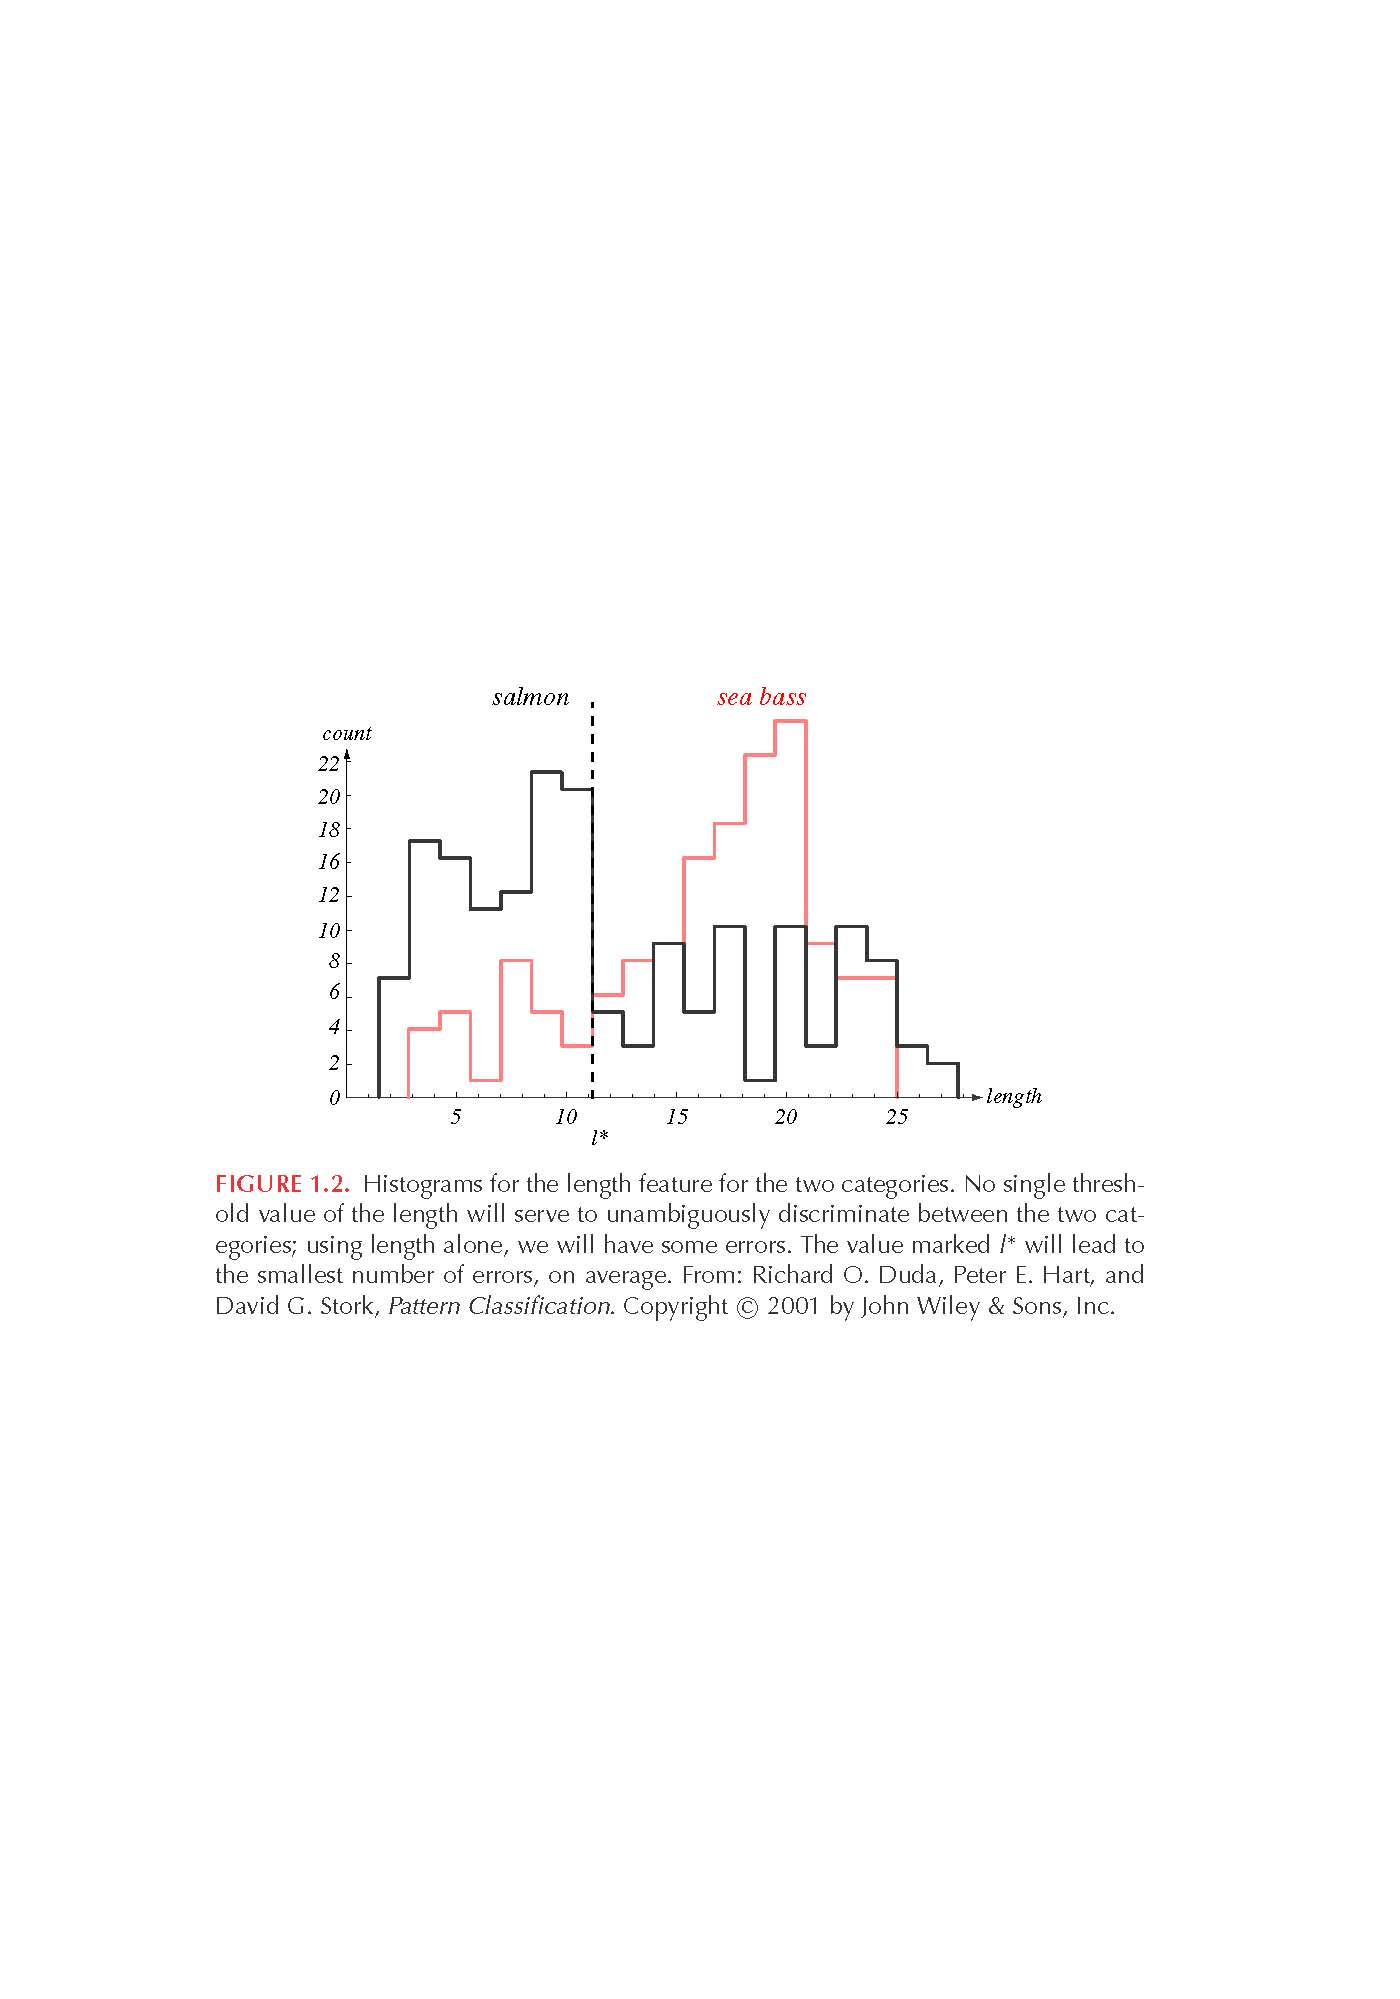 salmon
sea bass
count
22
20
18
16
12
10
8
6
4
2
0
length
5 10 15 20 25
l*
FIGURE 1.2. Histograms for the length feature for the two categories. No single thresh-
old value of the length will serve to unambiguously discriminate between the two cat-
egories; using length alone, we will have some errors. The value marked l* will lead to
the smallest number of errors, on average. From: Richard O. Duda, Peter E. Hart, and
David G. Stork, Pattern Classification. Copyright © 2001 by John Wiley & Sons, Inc.